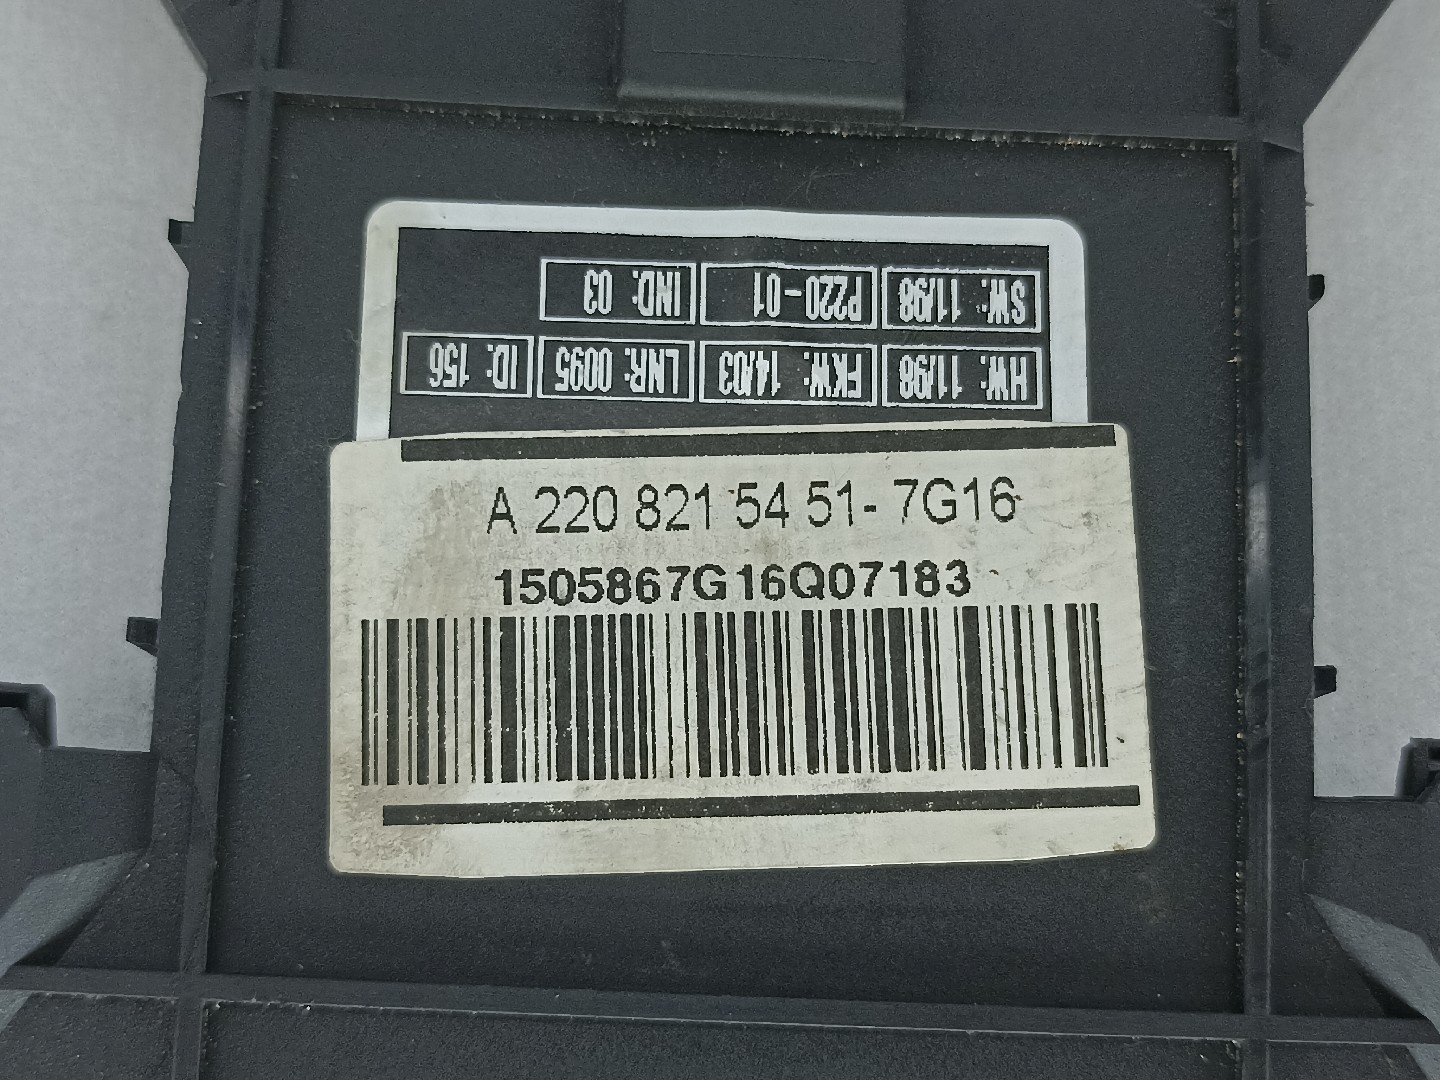 HW: 11/98 FKW: 14/03 LNR: 0095 ID: 156
SW: 11/98 P220-01 IND: 03
A 220 821 54 51- 7G16
1505867G16Q07183